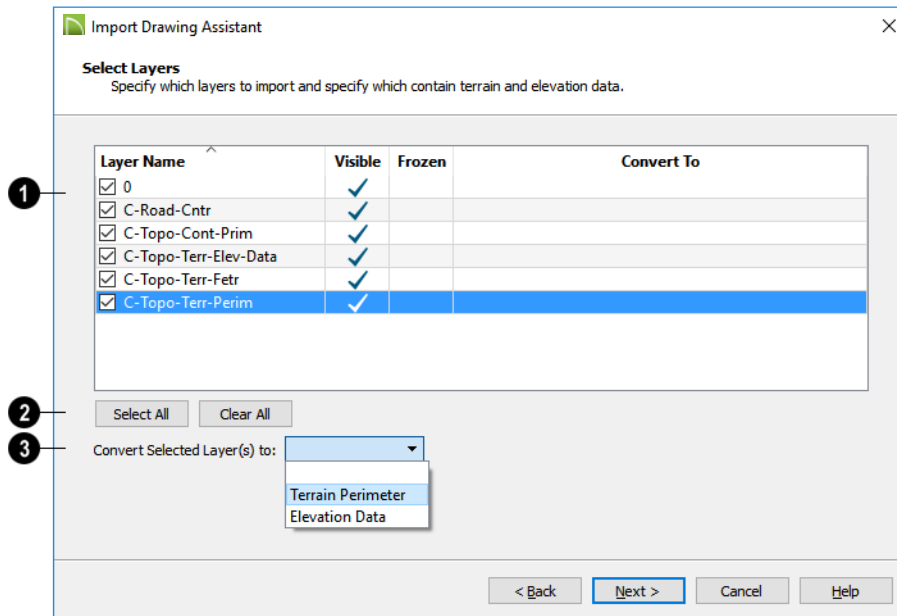 Import Drawing Assistant
Select Layers
Specify which layers to import and specify which contain terrain and elevation data.
Layer Name Visible Frozen Convert To
1
0
C-Road-Cntr
C-Topo-Cont-Prim
C-Topo-Terr-Elev-Data
C-Topo-Terr-Fetr
C-Topo-Terr-Perim
2 Select All Clear All
3 Convert Selected Layer(s) to:
Terrain Perimeter
Elevation Data
< Back Next > Cancel Help